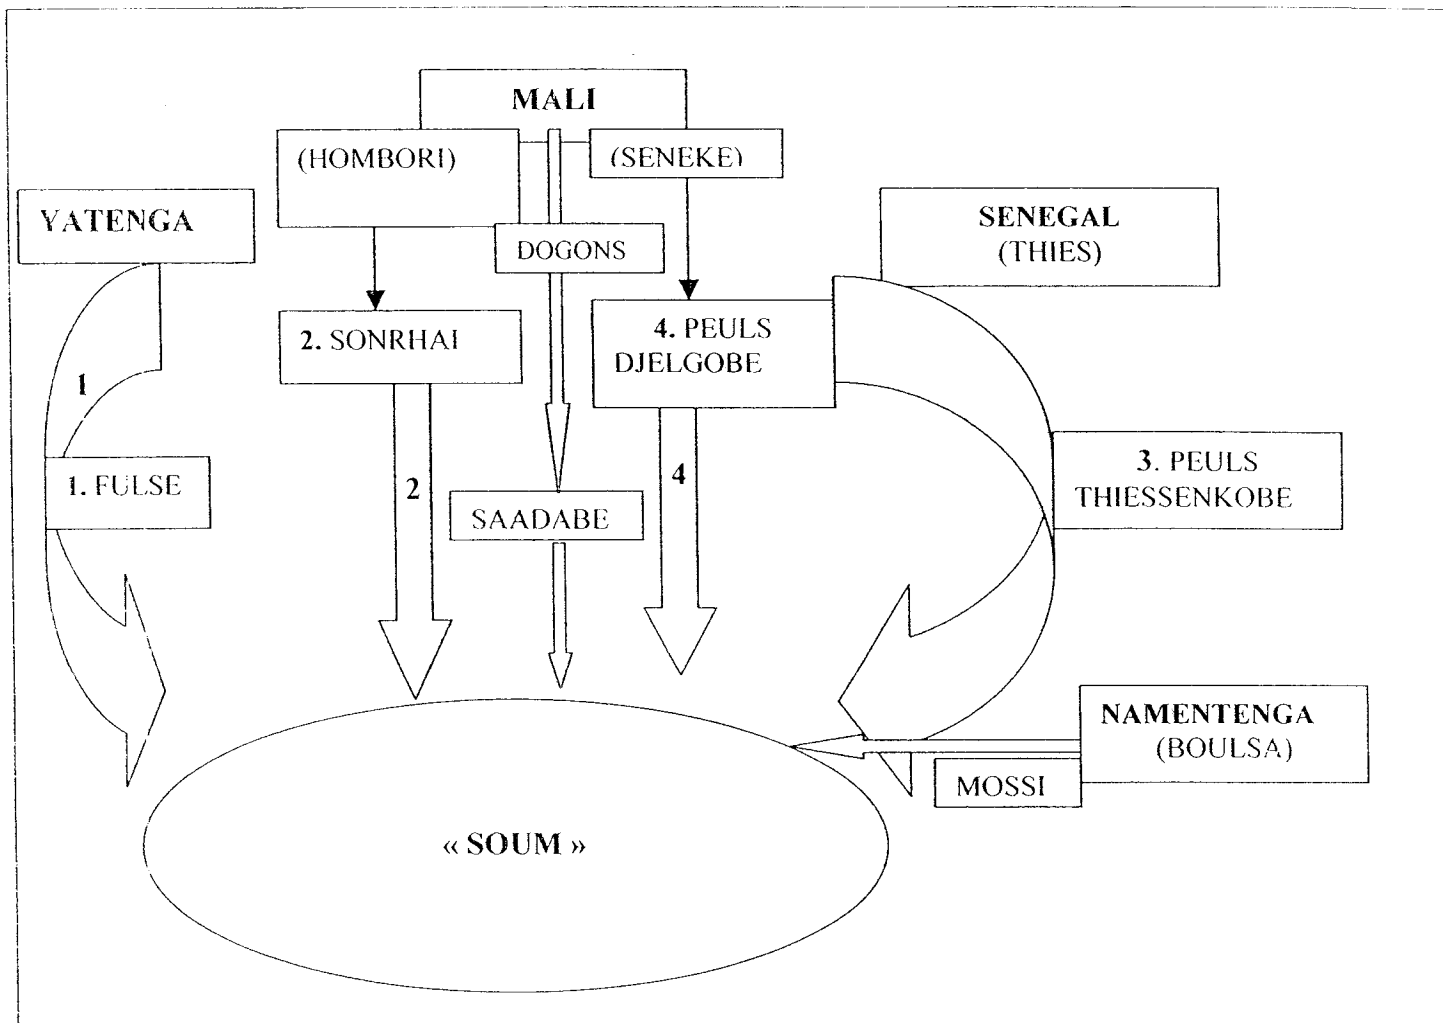 MALI
(HOMBORI)
(SENEKE)
YATENGA
SENEGAL
(THIES)
DOGONS
2. SONRHAI
4. PEULS
DJELGOBE
1
3. PEULS
THIESSENKOBE
1. FULSE
2
4
SAADABE
NAMENTENGA
(BOULSA)
MOSSI
« SOUM »